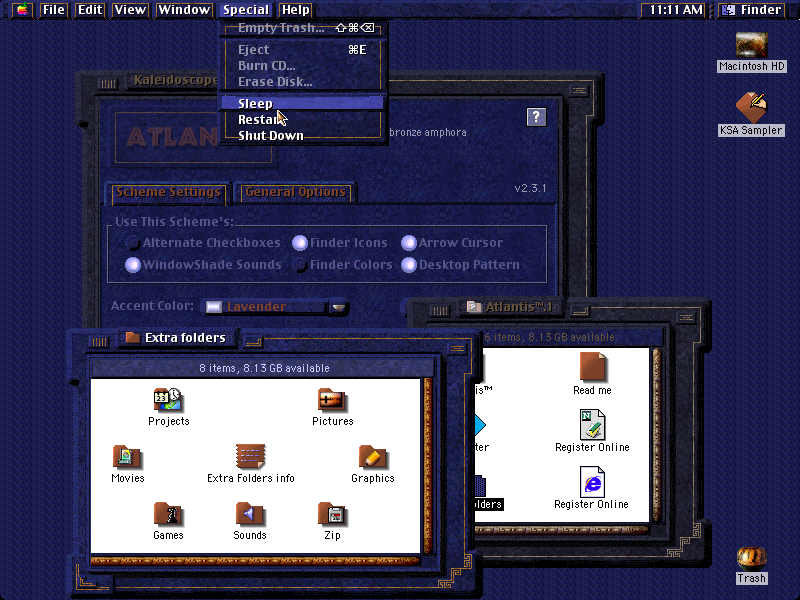 File Edit View Window Special Help 11:11 AM Finder
Empty Trash... ⇧⌘⌫
Eject ⌘E
Burn CD...
Erase Disk...
Sleep
Restart
Shut Down
Macintosh HD
KSA Sampler
Kaleidoscope
ATLAN
bronze amphora
?
v2.3.1
Scheme Settings General Options
Use This Scheme's:
Alternate Checkboxes Finder Icons Arrow Cursor
WindowShade Sounds Finder Colors Desktop Pattern
Accent Color: Lavender
Atlantis™.1
6 items, 8.13 GB available
Read me
Register Online
Register Online
Extra folders
8 items, 8.13 GB available
23
Projects
Pictures
Movies
Extra Folders info
Graphics
Games
Sounds
Zip
Trash